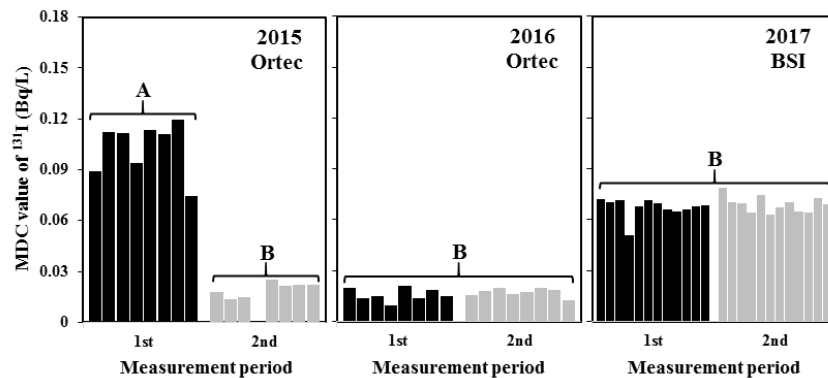 MDC value of ¹³¹I (Bq/L)
0.18
0.15
0.12
0.09
0.06
0.03
0
2015
Ortec
A
B
1st 2nd
Measurement period
2016
Ortec
B
1st 2nd
Measurement period
2017
BSI
B
1st 2nd
Measurement period